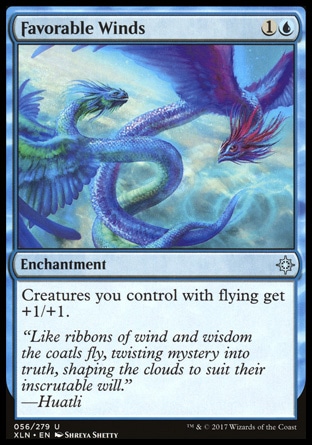 Favorable Winds 1
Enchantment
Creatures you control with flying get
+1/+1.
“Like ribbons of wind and wisdom
the coatls fly, twisting mystery into
truth, shaping the clouds to suit their
inscrutable will.”
—Huatli
056/279 U
XLN • EN Shreya Shetty
™ & © 2017 Wizards of the Coast